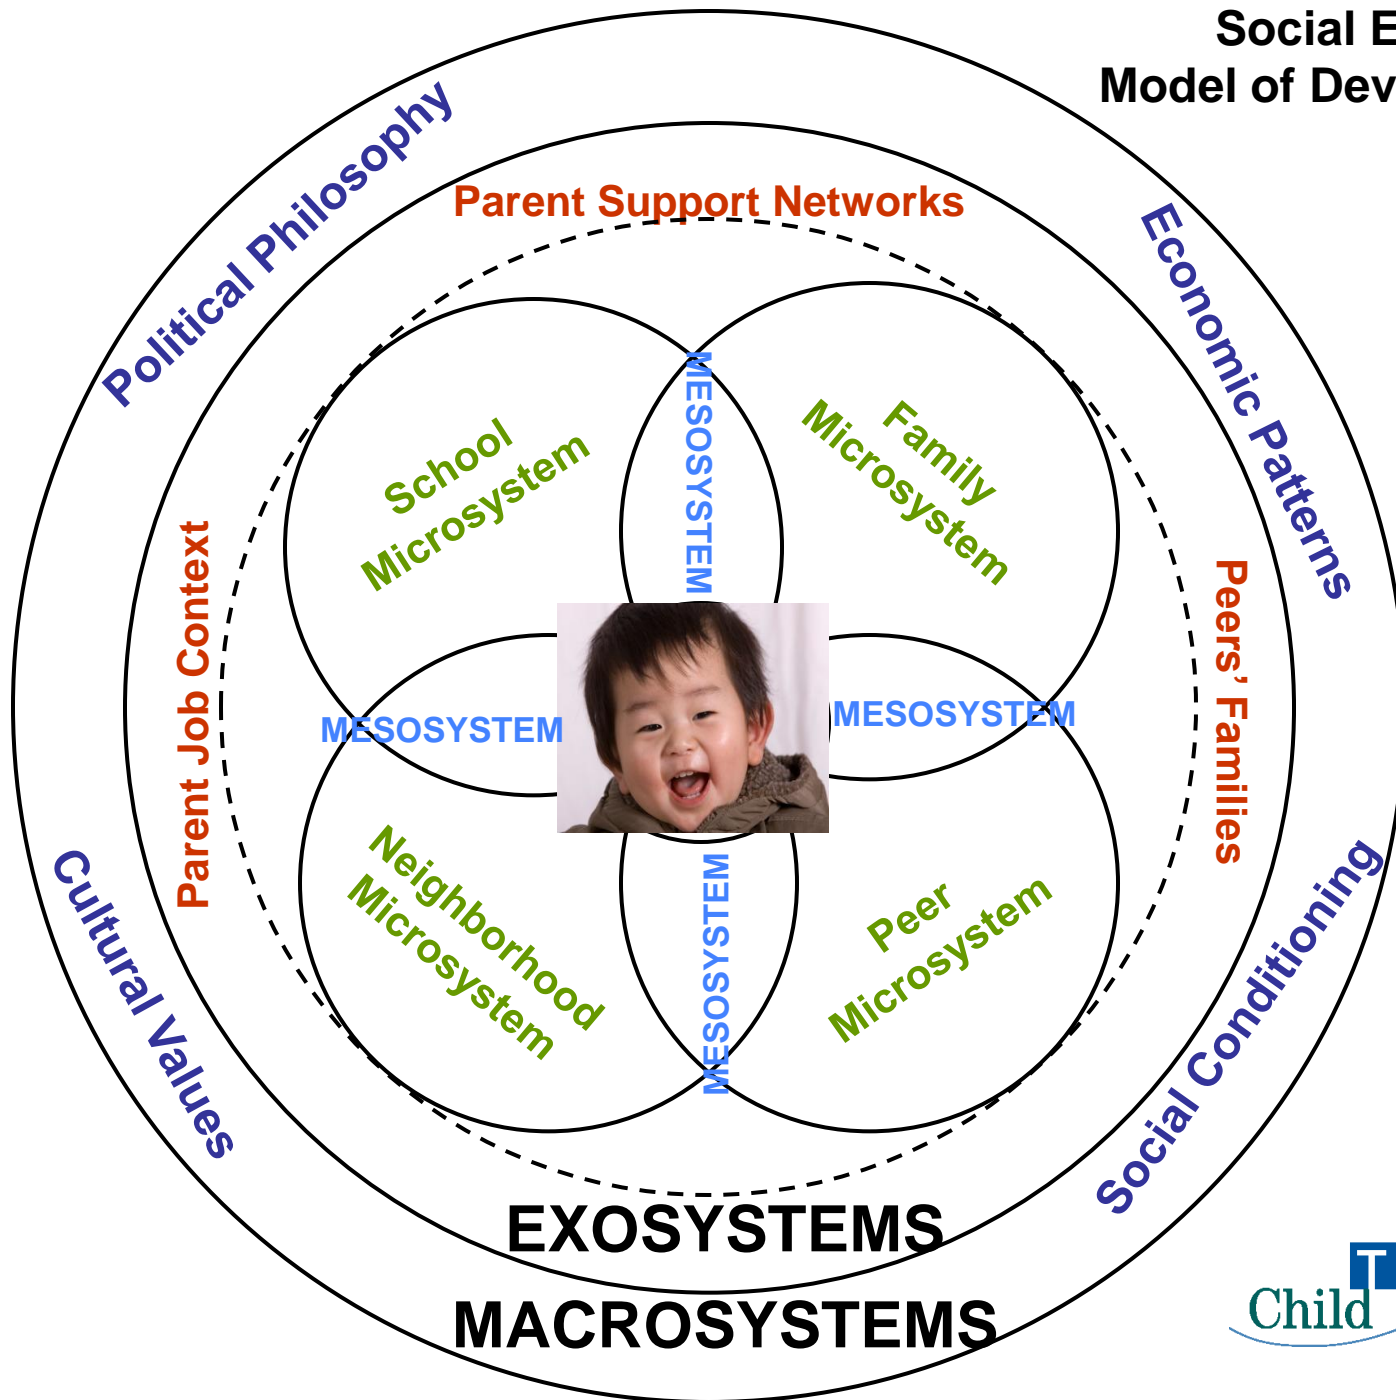 Social E
Model of Dev
Political Philosophy
Parent Support Networks
Economic Patterns
School
Microsystem
MESOSYSTEM
Family
Microsystem
Parent Job Context
MESOSYSTEM
MESOSYSTEM
Peers’ Families
Cultural Values
Neighborhood
Microsystem
MESOSYSTEM
Peer
Microsystem
Social Conditioning
EXOSYSTEMS
MACROSYSTEMS
T
Child